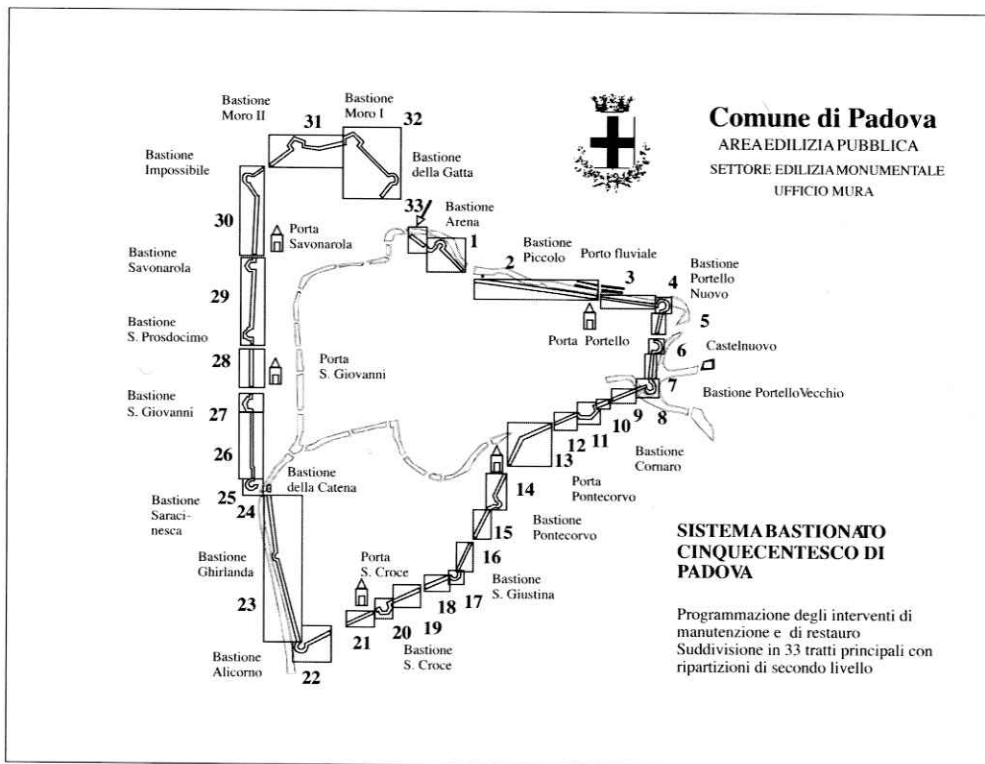 Comune di Padova
AREA EDILIZIA PUBBLICA
SETTORE EDILIZIA MONUMENTALE
UFFICIO MURA
Bastione
Moro II
31
Bastione
Moro I
32
Bastione
Impossibile
Bastione
della Gatta
30
Porta
Savonarola
33
Bastione
Arena
1
Bastione
Savonarola
2
Bastione
Piccolo
Porto fluviale
3
4
Bastione
Portello
Nuovo
29
5
Bastione
S. Prosdocimo
Porta Portello
6
Castelnuovo
28
Porta
S. Giovanni
7
Bastione Portello Vecchio
Bastione
S. Giovanni
27
8
9
10
11
12
26
13
Bastione
Cornaro
25
Bastione
della Catena
14
Porta
Pontecorvo
24
Bastione
Saraci-
nesca
15
Bastione
Pontecorvo
SISTEMA BASTIONATO
CINQUECENTESCO DI
PADOVA
Bastione
Ghirlanda
Porta
S. Croce
16
23
17
Bastione
S. Giustina
18
19
20
21
Bastione
S. Croce
Bastione
Alicorno
22
Programmazione degli interventi di
manutenzione e di restauro
Suddivisione in 33 tratti principali con
ripartizioni di secondo livello